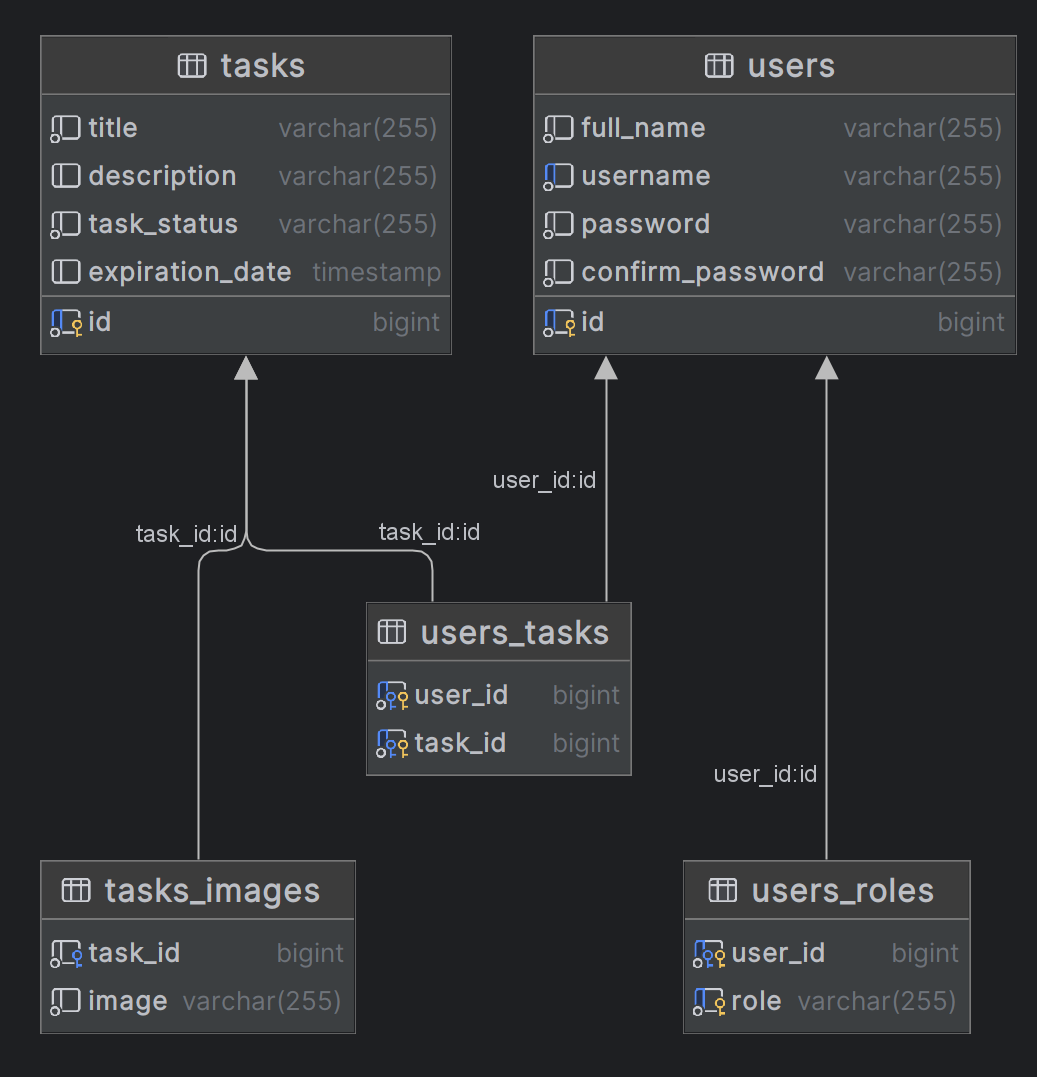 tasks
title varchar(255)
description varchar(255)
task_status varchar(255)
expiration_date timestamp
id bigint
users
full_name varchar(255)
username varchar(255)
password varchar(255)
confirm_password varchar(255)
id bigint
user_id:id
task_id:id
task_id:id
users_tasks
user_id bigint
task_id bigint
user_id:id
tasks_images
task_id bigint
image varchar(255)
users_roles
user_id bigint
role varchar(255)